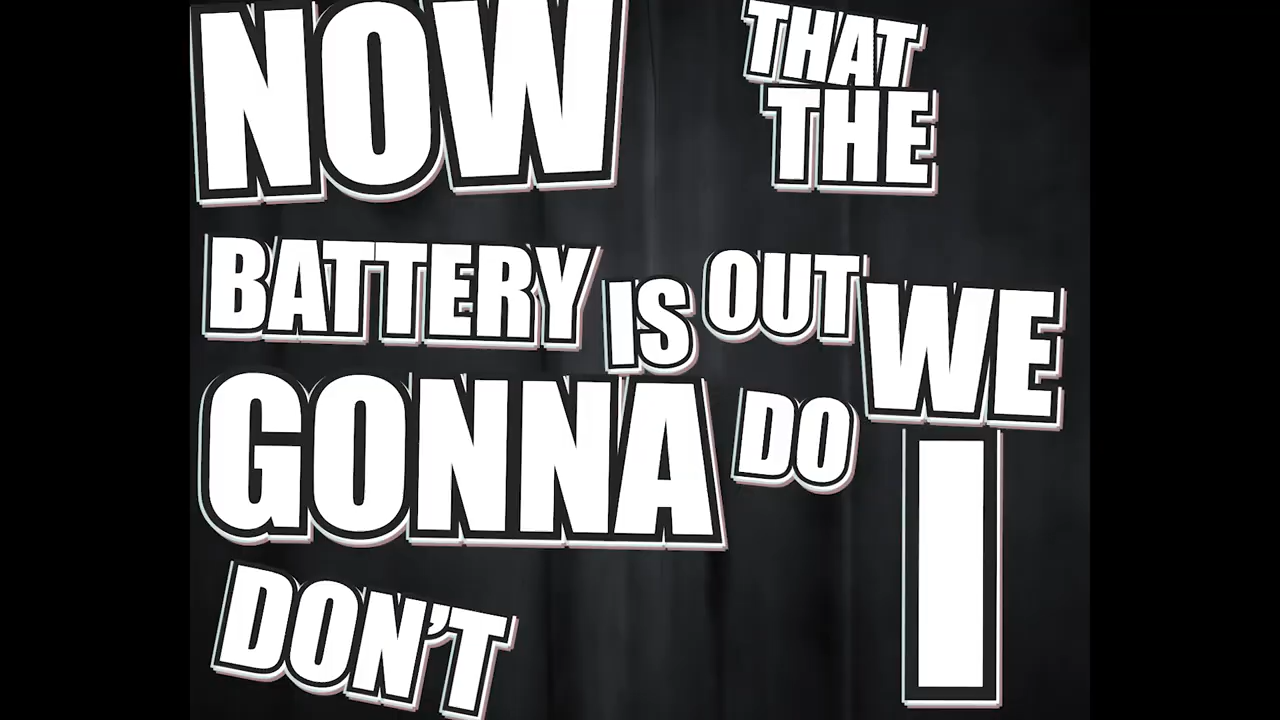 NOW THAT
THE
BATTERY IS OUT WE
GONNA DO I
DON'T